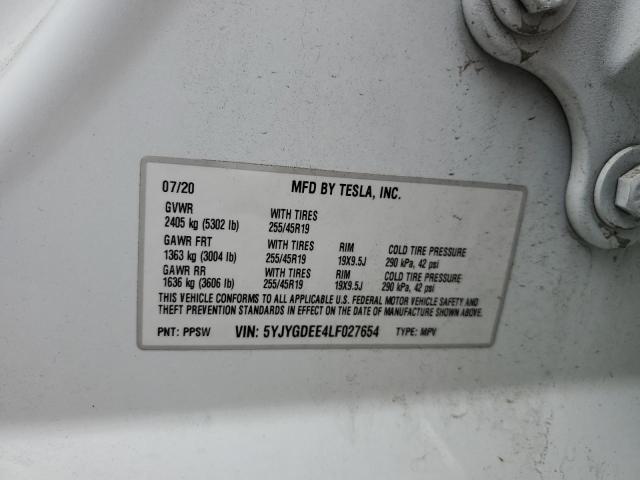 07/20 MFD BY TESLA, INC.
GVWR WITH TIRES
2405 kg (5302 lb) 255/45R19
GAWR FRT WITH TIRES RIM COLD TIRE PRESSURE
1363 kg (3004 lb) 255/45R19 19X9.5J 290 kPa, 42 psi
GAWR RR WITH TIRES RIM COLD TIRE PRESSURE
1636 kg (3606 lb) 255/45R19 19X9.5J 290 kPa, 42 psi
THIS VEHICLE CONFORMS TO ALL APPLICABLE U.S. FEDERAL MOTOR VEHICLE SAFETY AND
THEFT PREVENTION STANDARDS IN EFFECT ON THE DATE OF MANUFACTURE SHOWN ABOVE.
PNT: PPSW VIN: 5YJYGDEE4LF027654 TYPE: MPV